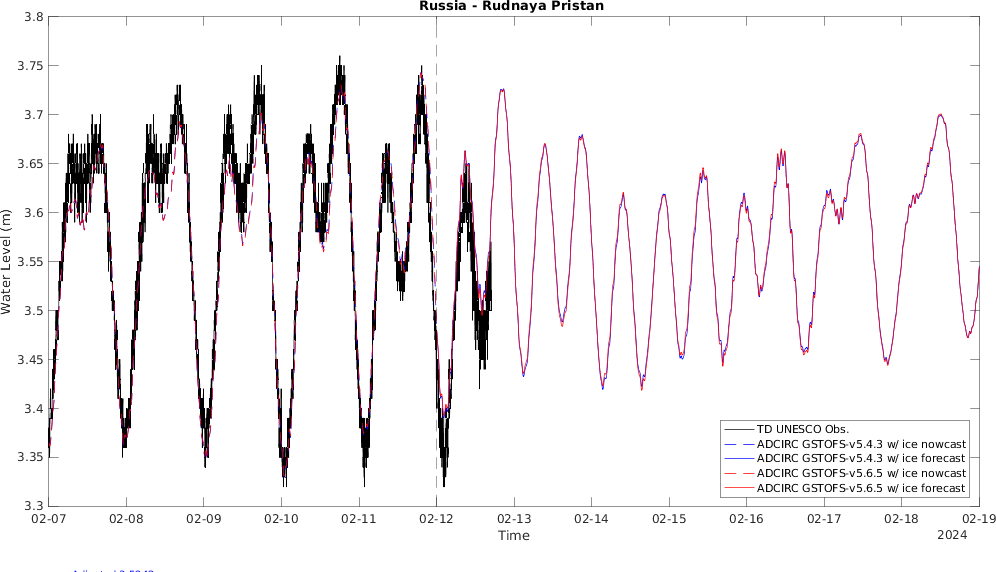 Russia - Rudnaya Pristan
3.8
3.75
3.7
3.65
3.6
3.55
3.5
3.45
3.4
3.35
3.3
Water Level (m)
02-07 02-08 02-09 02-10 02-11 02-12 02-13 02-14 02-15 02-16 02-17 02-18 02-19
Time
2024
TD UNESCO Obs.
ADCIRC GSTOFS-v5.4.3 w/ ice nowcast
ADCIRC GSTOFS-v5.4.3 w/ ice forecast
ADCIRC GSTOFS-v5.6.5 w/ ice nowcast
ADCIRC GSTOFS-v5.6.5 w/ ice forecast